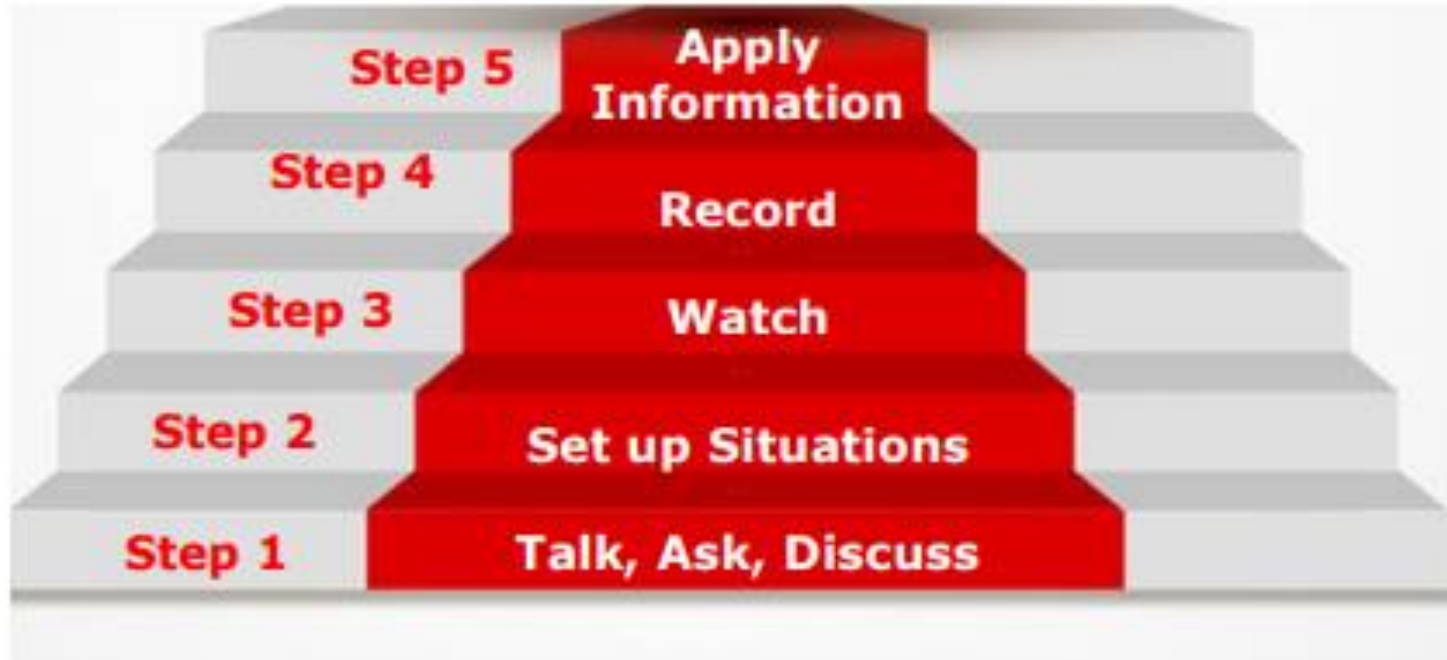 Step 5
Apply
Information
Step 4
Record
Step 3
Watch
Step 2
Set up Situations
Step 1
Talk, Ask, Discuss